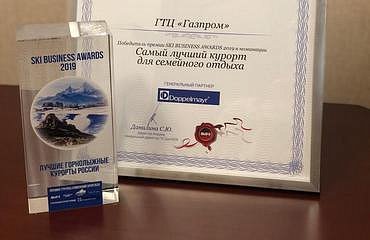 ГТЦ «Газпром»
Победитель премии SKI BUSINESS AWARDS 2019 в номинации
Самый лучший курорт
для семейного отдыха
ГЕНЕРАЛЬНЫЙ ПАРТНЕР
Doppelmayr
Данилина С.Ю.
SKI BUSINESS AWARDS
2019
ЛУЧШИЕ ГОРНОЛЫЖНЫЕ
КУРОРТЫ РОССИИ